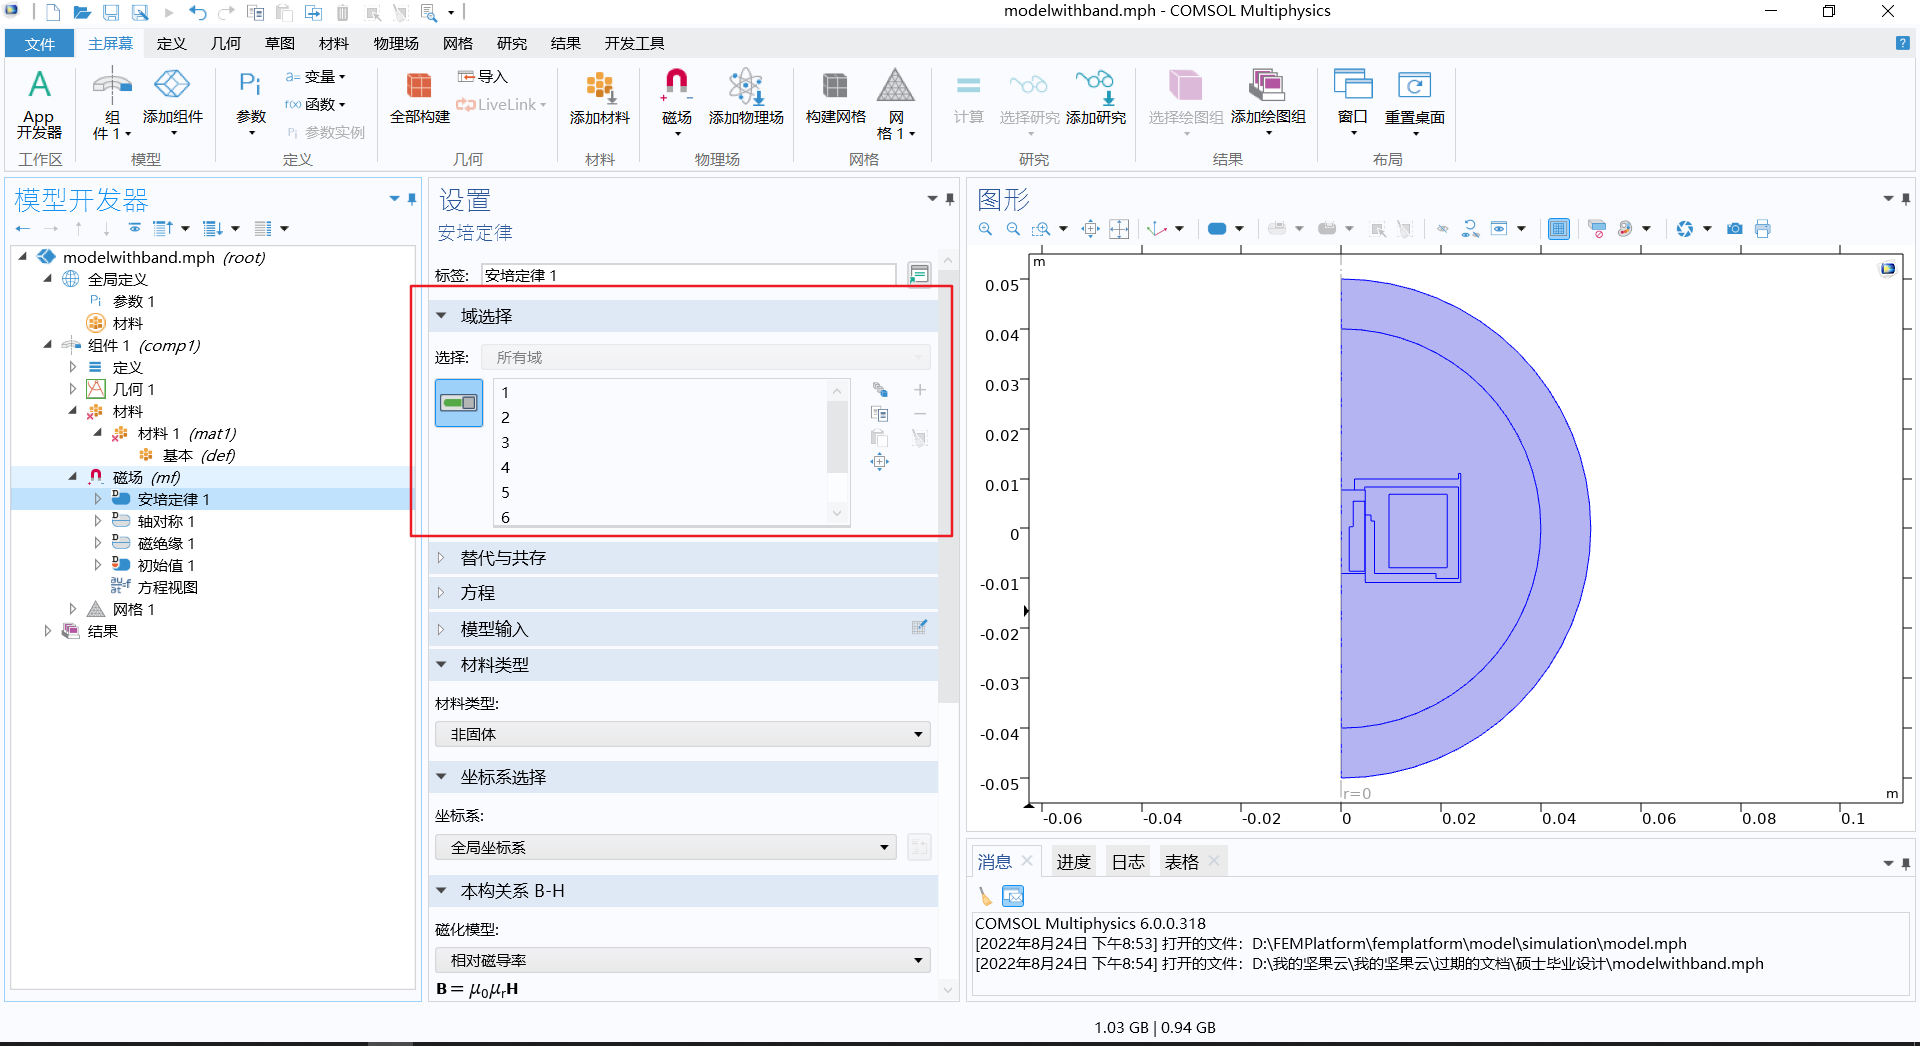 modelwithband.mph - COMSOL Multiphysics
文件 主屏幕 定义 几何 草图 材料 物理场 网格 研究 结果 开发工具
App 开发器
组件 1
添加组件
Pi
参数
a= 变量
f(x) 函数
Pi 参数实例
全部构建
导入
LiveLink
添加材料
磁场
添加物理场
构建网格
网格 1
计算
选择研究
添加研究
选择绘图组
添加绘图组
窗口
重置桌面
工作区 模型 定义 几何 材料 物理场 网格 研究 结果 布局
模型开发器
modelwithband.mph (root)
全局定义
Pi 参数 1
材料
组件 1 (comp1)
定义
几何 1
材料
材料 1 (mat1)
基本 (def)
磁场 (mf)
安培定律 1
轴对称 1
磁绝缘 1
初始值 1
方程视图
网格 1
结果
设置
安培定律
标签: 安培定律 1
域选择
选择: 所有域
1
2
3
4
5
6
替代与共存
方程
模型输入
材料类型
材料类型:
非固体
坐标系选择
坐标系:
全局坐标系
本构关系 B-H
磁化模型:
相对磁导率
B = μ0μrH
图形
m
0.05
0.04
0.03
0.02
0.01
0
-0.01
-0.02
-0.03
-0.04
-0.05
r=0
m
-0.06 -0.04 -0.02 0 0.02 0.04 0.06 0.08 0.1
消息 进度 日志 表格
COMSOL Multiphysics 6.0.0.318
[2022年8月24日 下午8:53] 打开的文件: D:\FEMPlatform\femplatform\model\simulation\model.mph
[2022年8月24日 下午8:54] 打开的文件: D:\我的坚果云\我的坚果云\过期的文档\硕士毕业设计\modelwithband.mph
1.03 GB | 0.94 GB